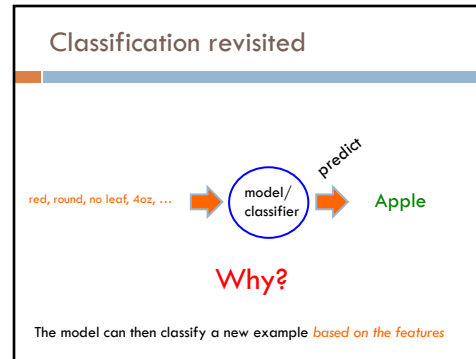 Classification revisited
predict
red, round, no leaf, 4oz, …
model/
classifier
Apple
Why?
The model can then classify a new example based on the features